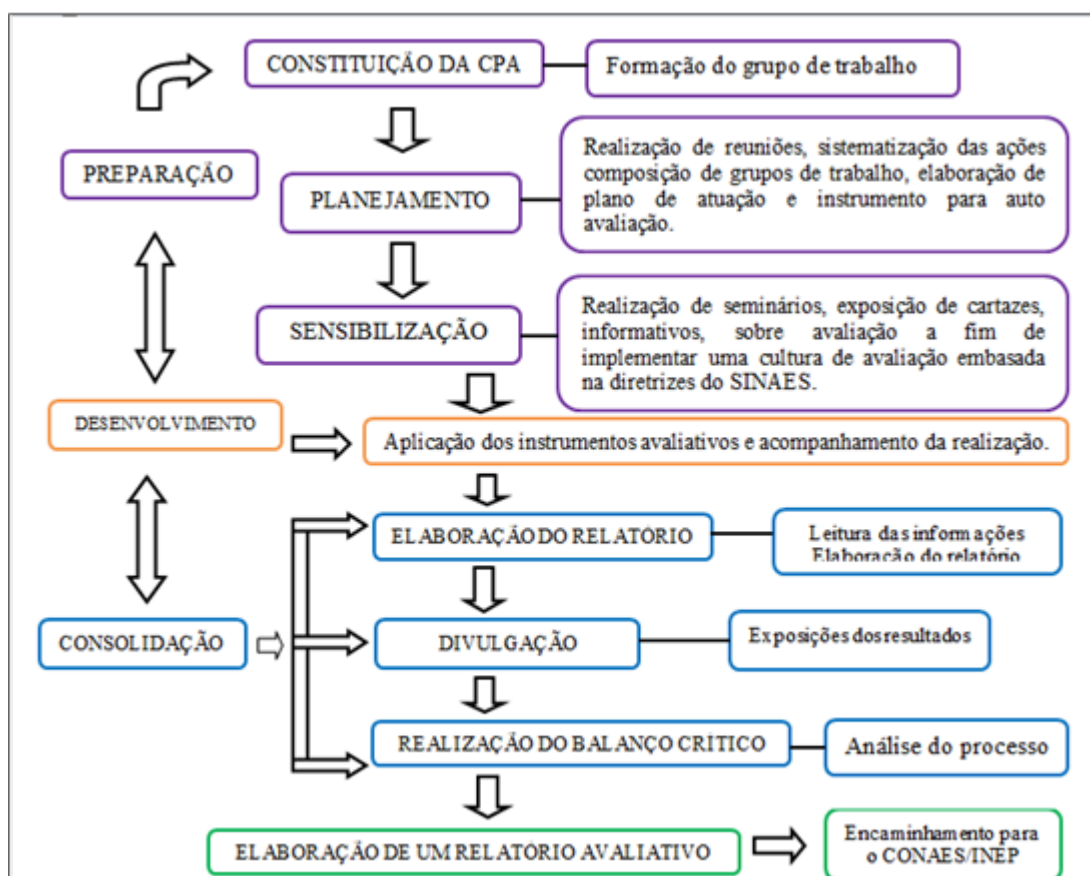 CONSTITUIÇÃO DA CPA
Formação do grupo de trabalho
PREPARAÇÃO
Realização de reuniões, sistematização das ações
composição de grupos de trabalho, elaboração de
plano de atuação e instrumento para auto
avaliação.
PLANEJAMENTO
SENSIBILIZAÇÃO
Realização de seminários, exposição de cartazes,
informativos, sobre avaliação a fim de
implementar uma cultura de avaliação embasada
na diretrizes do SINAES.
DESENVOLVIMENTO
Aplicação dos instrumentos avaliativos e acompanhamento da realização.
ELABORAÇÃO DO RELATÓRIO
Leitura das informações
Elaboração do relatório
CONSOLIDAÇÃO
DIVULGAÇÃO
Exposições dos resultados
REALIZAÇÃO DO BALANÇO CRÍTICO
Análise do processo
ELABORAÇÃO DE UM RELATÓRIO AVALIATIVO
Encaminhamento para
o CONAES/INEP